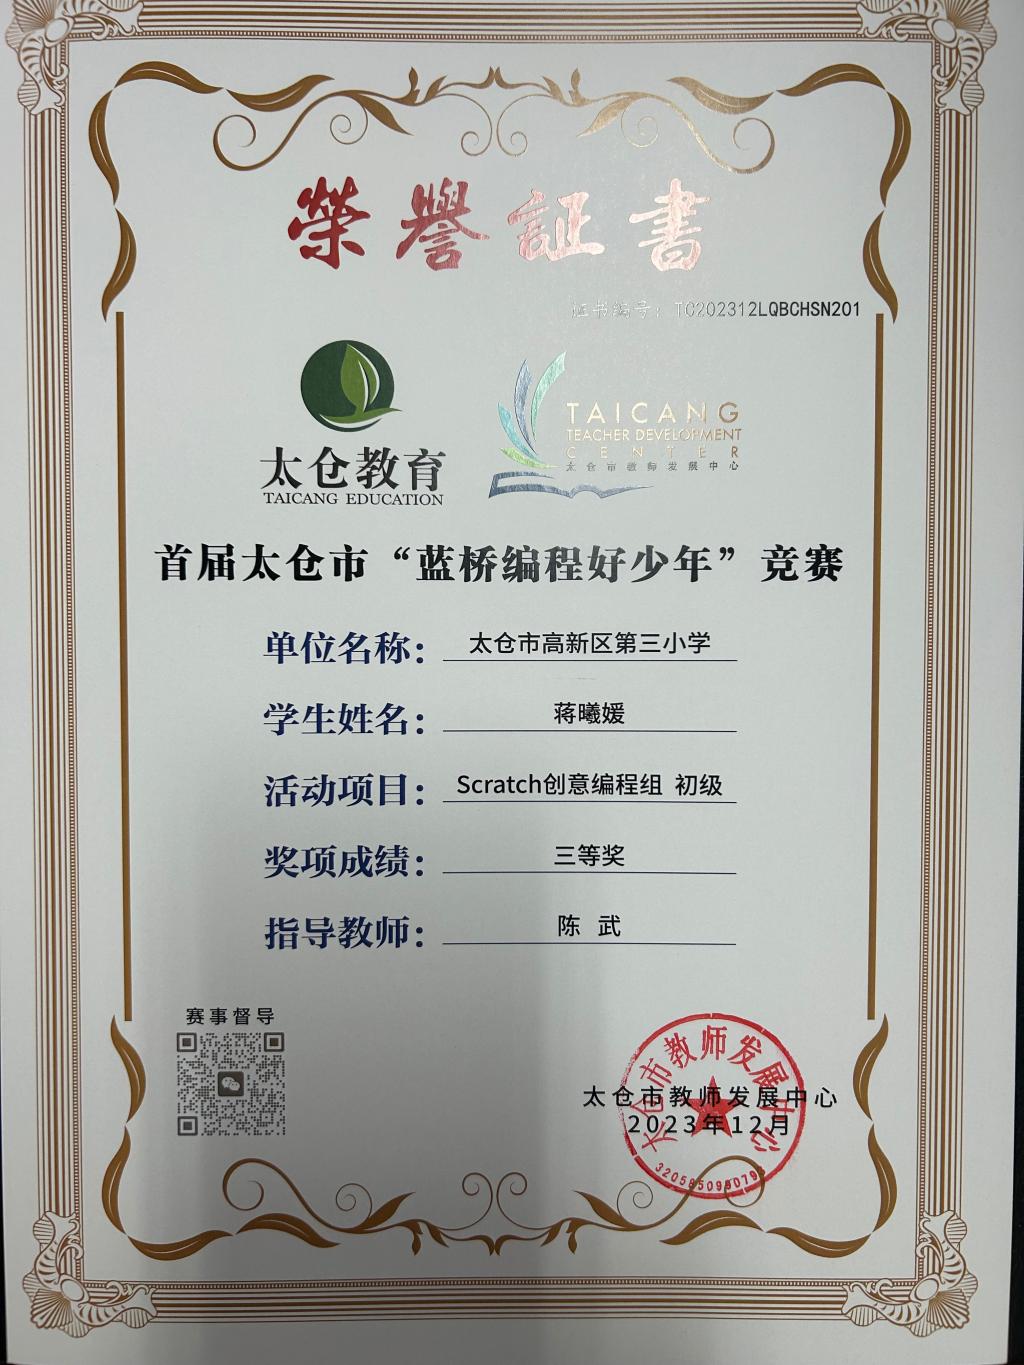 榮譽証書
证书编号：TC202312LQBCHSN201
太仓教育
TAICANG EDUCATION
TAICANG
TEACHER DEVELOPMENT
CENTER
太仓市教师发展中心
首届太仓市“蓝桥编程好少年”竞赛
单位名称：太仓市高新区第三小学
学生姓名：蒋曦媛
活动项目：Scratch创意编程组 初级
奖项成绩：三等奖
指导教师：陈 武
赛事督导
太仓市教师发展中心
太仓市教师发展中心
2023年12月